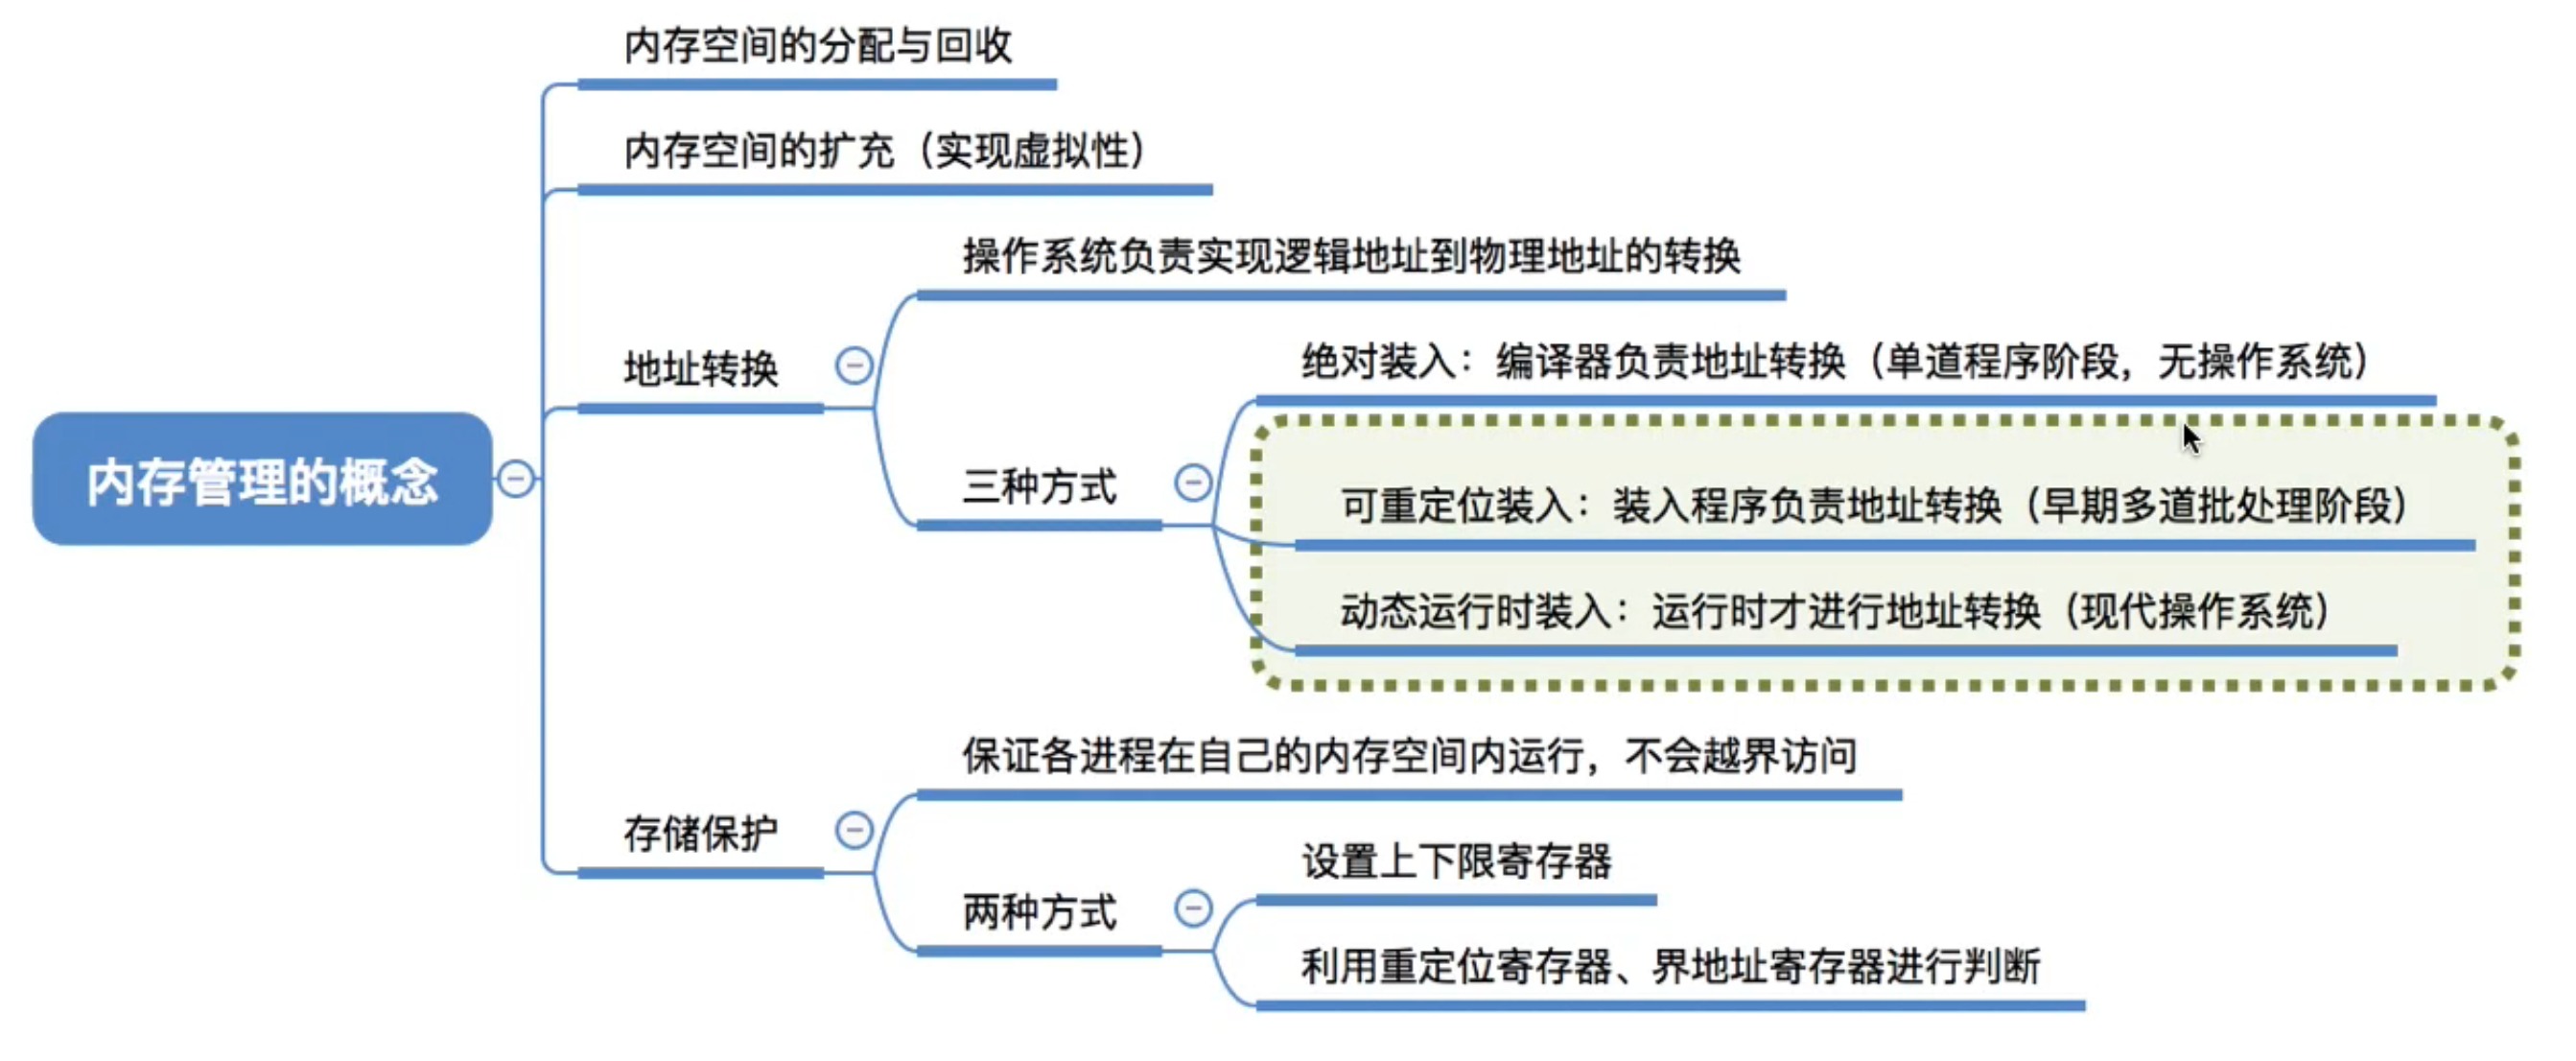 内存空间的分配与回收
内存空间的扩充（实现虚拟性）
操作系统负责实现逻辑地址到物理地址的转换
绝对装入：编译器负责地址转换（单道程序阶段，无操作系统）
地址转换
内存管理的概念
三种方式
可重定位装入：装入程序负责地址转换（早期多道批处理阶段）
动态运行时装入：运行时才进行地址转换（现代操作系统）
保证各进程在自己的内存空间内运行，不会越界访问
存储保护
设置上下限寄存器
两种方式
利用重定位寄存器、界地址寄存器进行判断